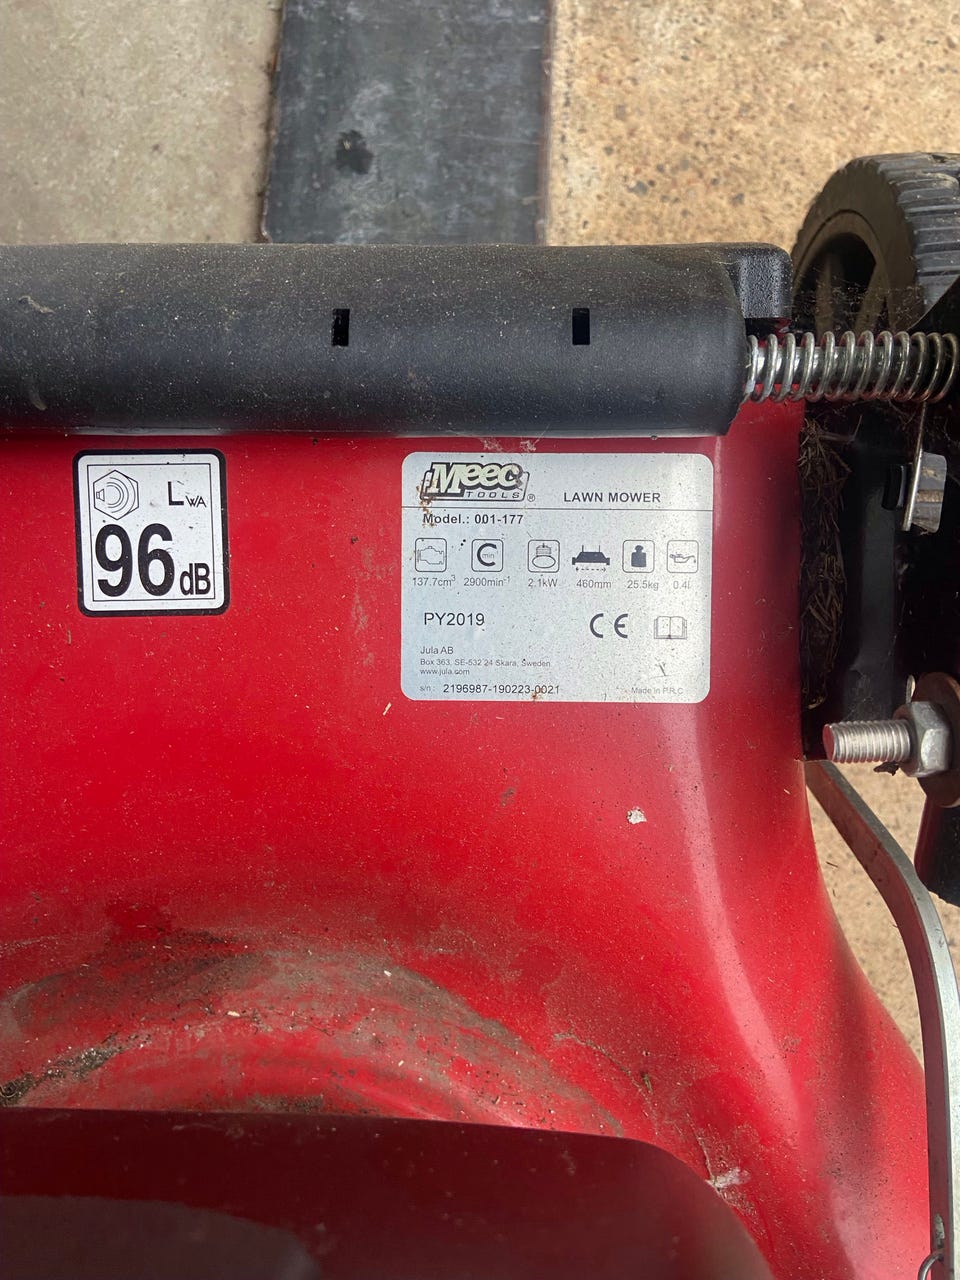 LWA
96dB
Meec
TOOLS®
LAWN MOWER
Model.: 001-177
min⁻¹
137.7cm³ 2900min⁻¹ 2.1kW 460mm 25.5kg 0.4l
PY2019
CE
Jula AB
Box 363, SE-532 24 Skara, Sweden
www.jula.com
s/n : 2196987-190223-0021
Made in P.R.C